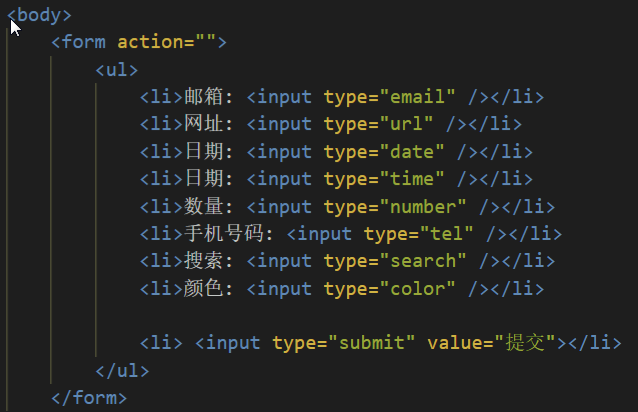 <body>
<form action="">
<ul>
<li>邮箱: <input type="email" /></li>
<li>网址: <input type="url" /></li>
<li>日期: <input type="date" /></li>
<li>日期: <input type="time" /></li>
<li>数量: <input type="number" /></li>
<li>手机号码: <input type="tel" /></li>
<li>搜索: <input type="search" /></li>
<li>颜色: <input type="color" /></li>
<li> <input type="submit" value="提交"></li>
</ul>
</form>